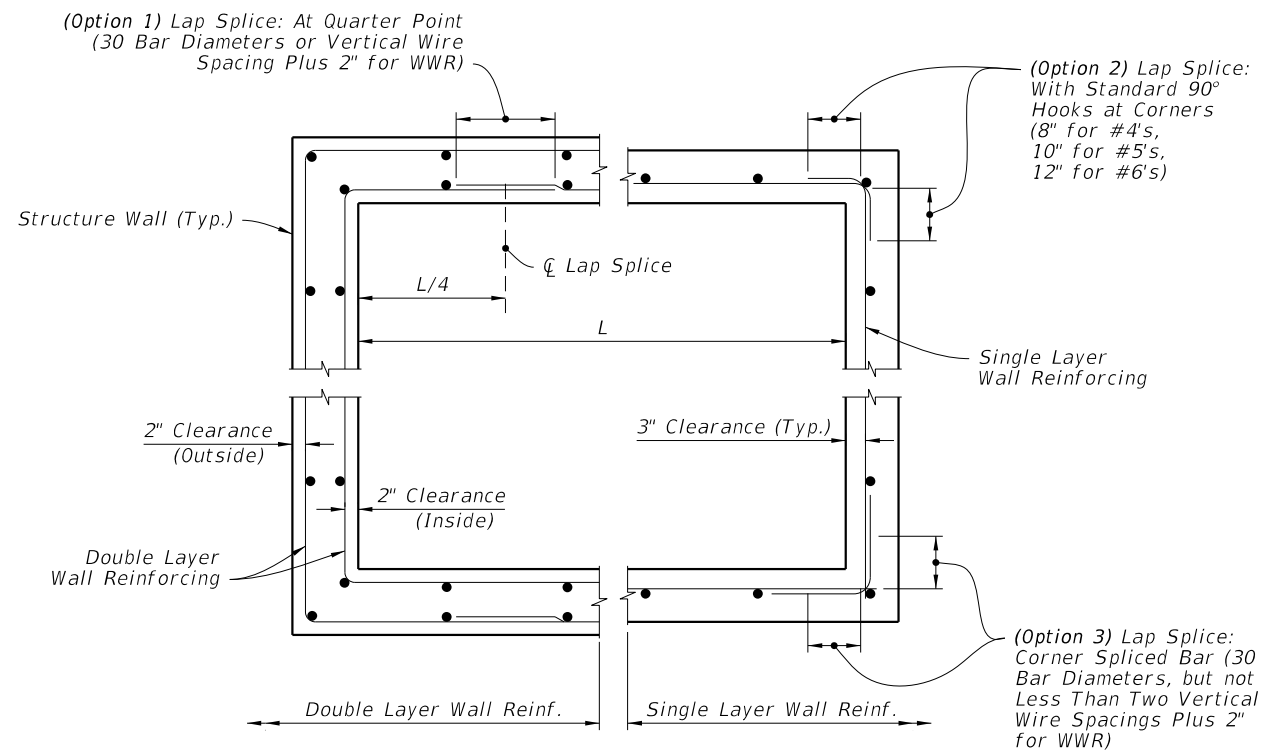 (Option 1) Lap Splice: At Quarter Point
(30 Bar Diameters or Vertical Wire
Spacing Plus 2" for WWR)
(Option 2) Lap Splice:
With Standard 90°
Hooks at Corners
(8" for #4's,
10" for #5's,
12" for #6's)
Structure Wall (Typ.)
℄ Lap Splice
L/4
L
Single Layer
Wall Reinforcing
2" Clearance
(Outside)
3" Clearance (Typ.)
2" Clearance
(Inside)
Double Layer
Wall Reinforcing
(Option 3) Lap Splice:
Corner Spliced Bar (30
Bar Diameters, but not
Less Than Two Vertical
Wire Spacings Plus 2"
for WWR)
Double Layer Wall Reinf.
Single Layer Wall Reinf.